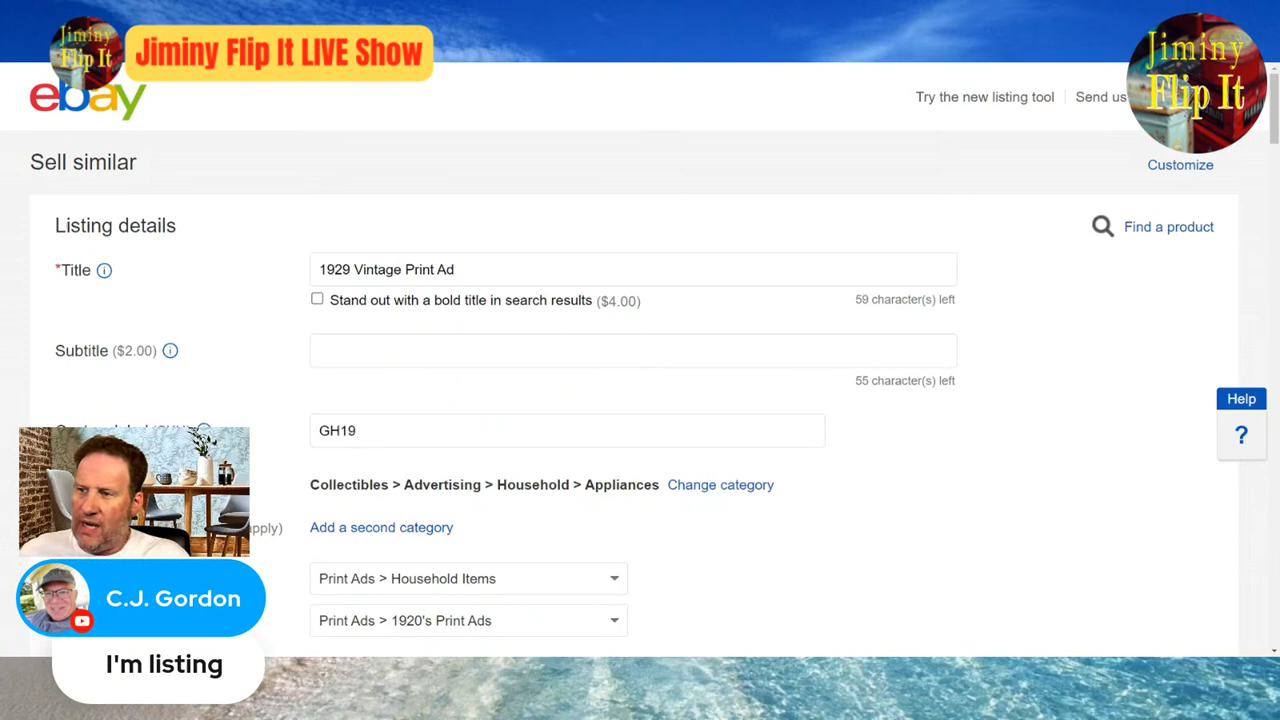 Jiminy
Flip It
Jiminy Flip It LIVE Show
Jiminy
Flip It
ebay
Try the new listing tool
Send us
Customize
Sell similar
Listing details
Find a product
*Title
1929 Vintage Print Ad
Stand out with a bold title in search results ($4.00)
59 character(s) left
Subtitle ($2.00)
55 character(s) left
Help
?
GH19
Collectibles > Advertising > Household > Appliances Change category
pply)
Add a second category
Print Ads > Household Items
Print Ads > 1920's Print Ads
C.J. Gordon
I'm listing